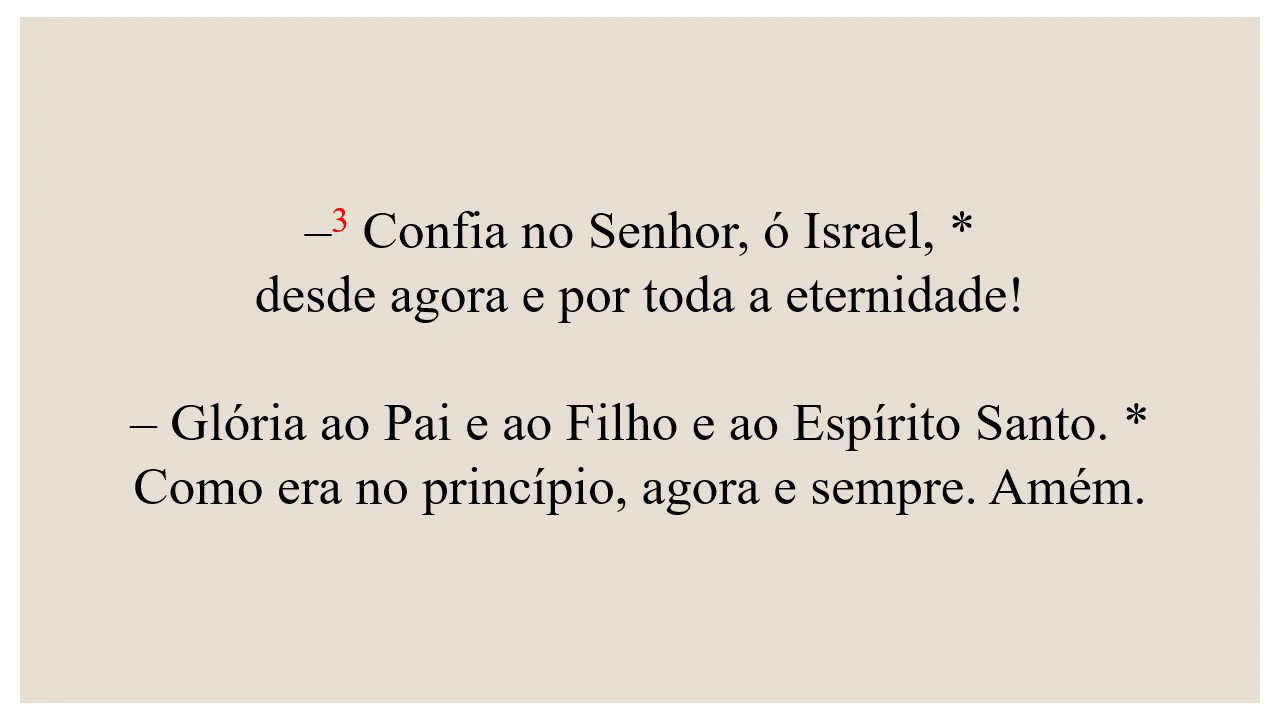 –³ Confia no Senhor, ó Israel, *
desde agora e por toda a eternidade!
– Glória ao Pai e ao Filho e ao Espírito Santo. *
Como era no princípio, agora e sempre. Amém.